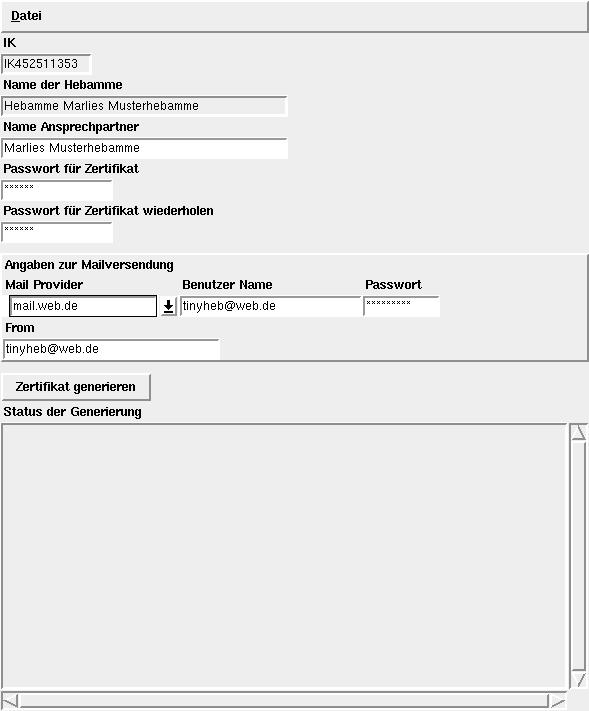 Datei
IK
IK452511353
Name der Hebamme
Hebamme Marlies Musterhebamme
Name Ansprechpartner
Marlies Musterhebamme
Passwort für Zertifikat
******
Passwort für Zertifikat wiederholen
******
Angaben zur Mailversendung
Mail Provider Benutzer Name Passwort
mail.web.de tinyheb@web.de *********
From
tinyheb@web.de
Zertifikat generieren
Status der Generierung